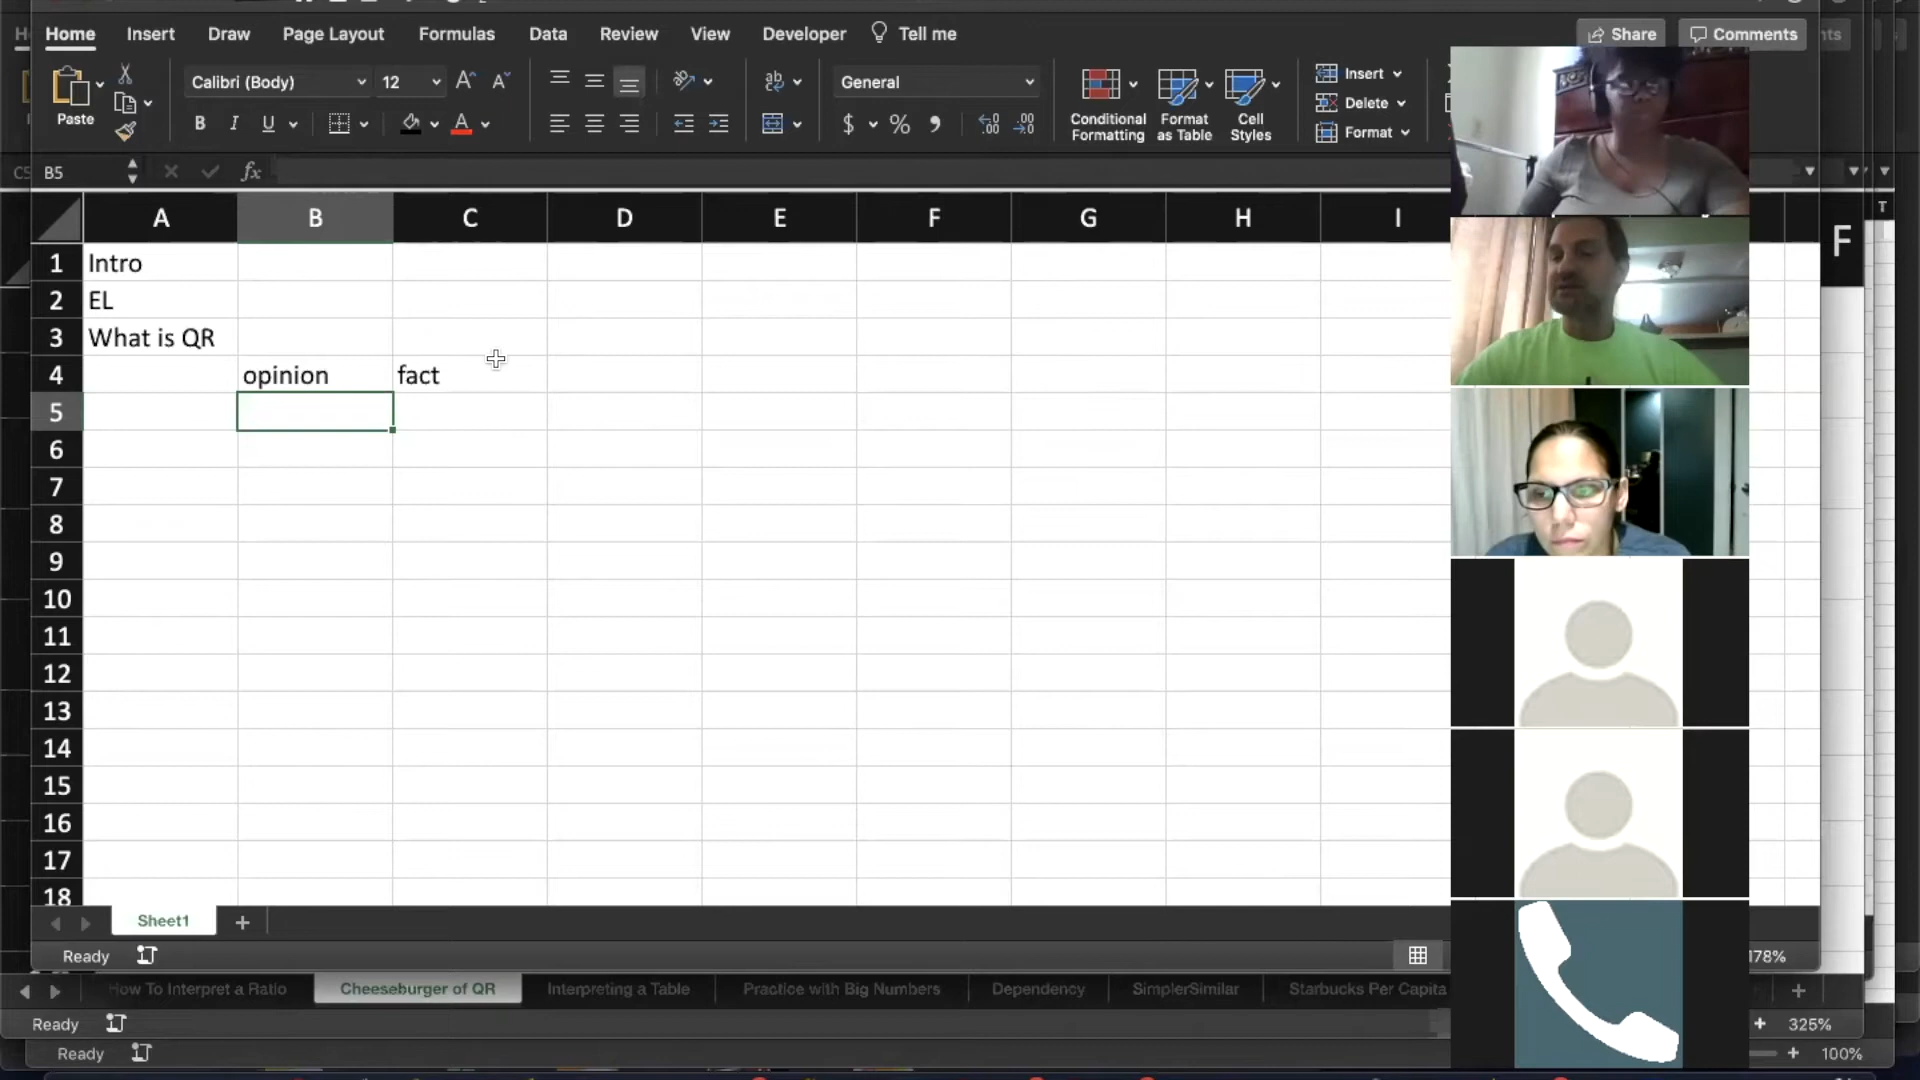 Home Insert Draw Page Layout Formulas Data Review View Developer Tell me Share Comments
Calibri (Body) 12 General Insert
Delete
Paste B I U $ % Conditional Formatting Format as Table Cell Styles Format
C5 B5 fx
A B C D E F G H I T
F
1 Intro
2 EL
3 What is QR
4 opinion fact
5
6
7
8
9
10
11
12
13
14
15
16
17
18
Sheet1 +
Ready 178%
How To Interpret a Ratio Cheeseburger of QR Interpreting a Table Practice with Big Numbers Dependency SimplerSimilar Starbucks Per Capita +
Ready + 325%
Ready + 100%